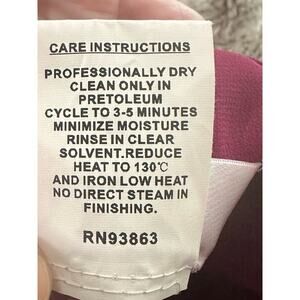 CARE INSTRUCTIONS
PROFESSIONALLY DRY
CLEAN ONLY IN
PRETOLEUM
CYCLE TO 3-5 MINUTES
MINIMIZE MOISTURE
RINSE IN CLEAR
SOLVENT.REDUCE
HEAT TO 130℃
AND IRON LOW HEAT
NO DIRECT STEAM IN
FINISHING.
RN93863